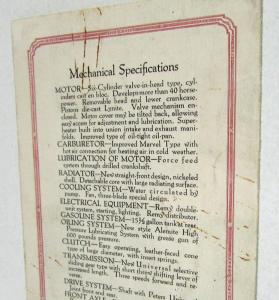 Mechanical Specifications
MOTOR—Six-Cylinder valve-in-head type, cyl-
inders cast en bloc. Develops more than 40 horse-
power. Removable head and lower crankcase.
Pistons die-cast Lynite. Valve mechanism en-
closed. Motor cover may be tilted back, allowing
easy access for adjustment and lubrication. Super-
heater built into union intake and exhaust mani-
folds. Improved type of oil-tight oil-pan.
CARBURETOR—Improved Marvel Type with
hot air connection for heating air in cold weather.
LUBRICATION OF MOTOR—Force feed
system through drilled crankshaft.
RADIATOR—New straight-front design, nickeled
shell. Detachable core with large radiating surface.
COOLING SYSTEM—Water circulated by
pump. Fan, three-blade special design.
ELECTRICAL EQUIPMENT—Remy double-
unit system, starting, lighting. Remy distributor.
GASOLINE SYSTEM—15½ gallon tank at rear.
OILING SYSTEM—New style Alemite High
Pressure Lubricating System with grease gun of
600 pounds pressure.
CLUTCH—Easy operating, leather-faced cone
type of large diameter, with insert strings.
TRANSMISSION—New Universal selective
sliding gear type with short throw shifting lever of
increased length. Three speeds forward and re-
verse.
DRIVE SYSTEM—Shaft with Peters Universal
Joint front and rear.
FRONT AXLE